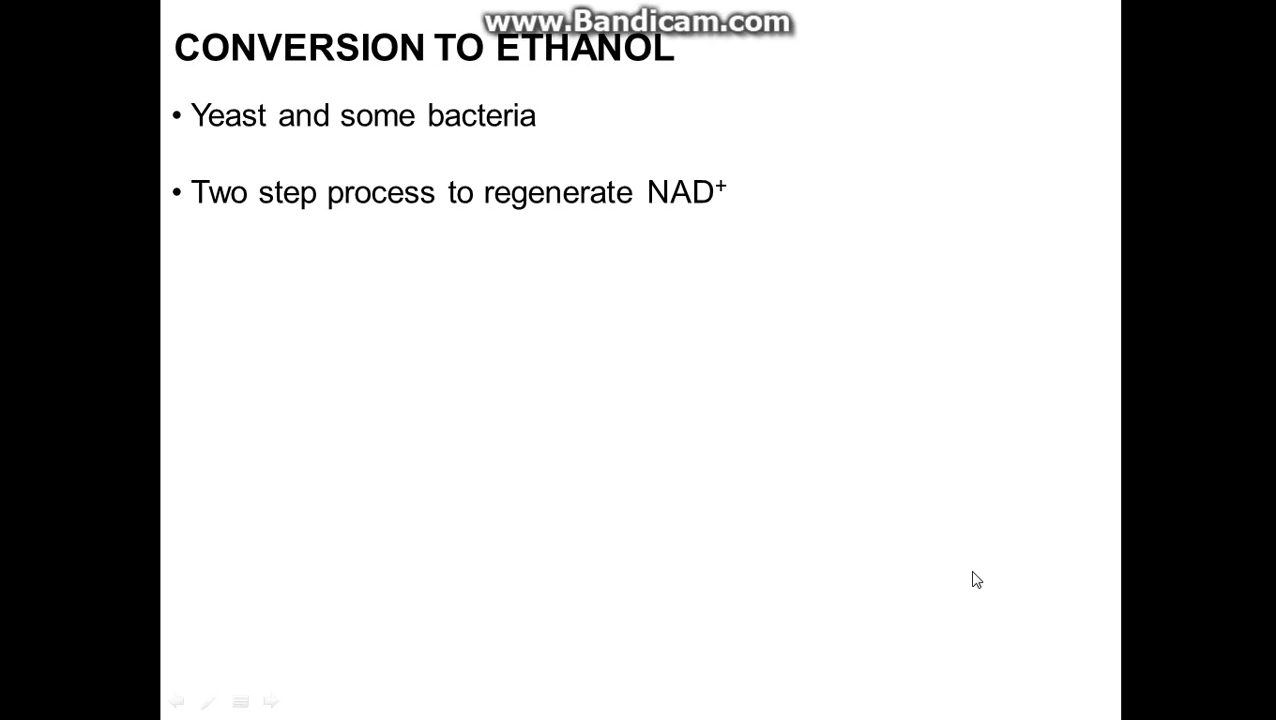 www.Bandicam.com
CONVERSION TO ETHANOL
• Yeast and some bacteria
• Two step process to regenerate NAD⁺